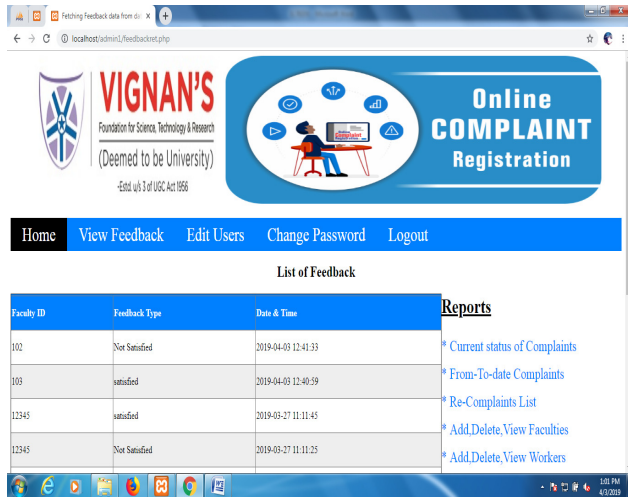 Fetching Feedback data from da
localhost/admin1/feedbackret.php
VIGNAN'S
Foundation for Science, Technology & Research
(Deemed to be University)
-Estd. u/s 3 of UGC Act 1956
Online
COMPLAINT
Registration
Online
Complaint
Registration
Home View Feedback Edit Users Change Password Logout
List of Feedback
Faculty ID Feedback Type Date & Time
102 Not Satisfied 2019-04-03 12:41:33
103 satisfied 2019-04-03 12:40:59
12345 satisfied 2019-03-27 11:11:45
12345 Not Satisfied 2019-03-27 11:11:25
Reports
* Current status of Complaints
* From-To-date Complaints
* Re-Complaints List
* Add,Delete,View Faculties
* Add,Delete,View Workers
1:01 PM
4/3/2019